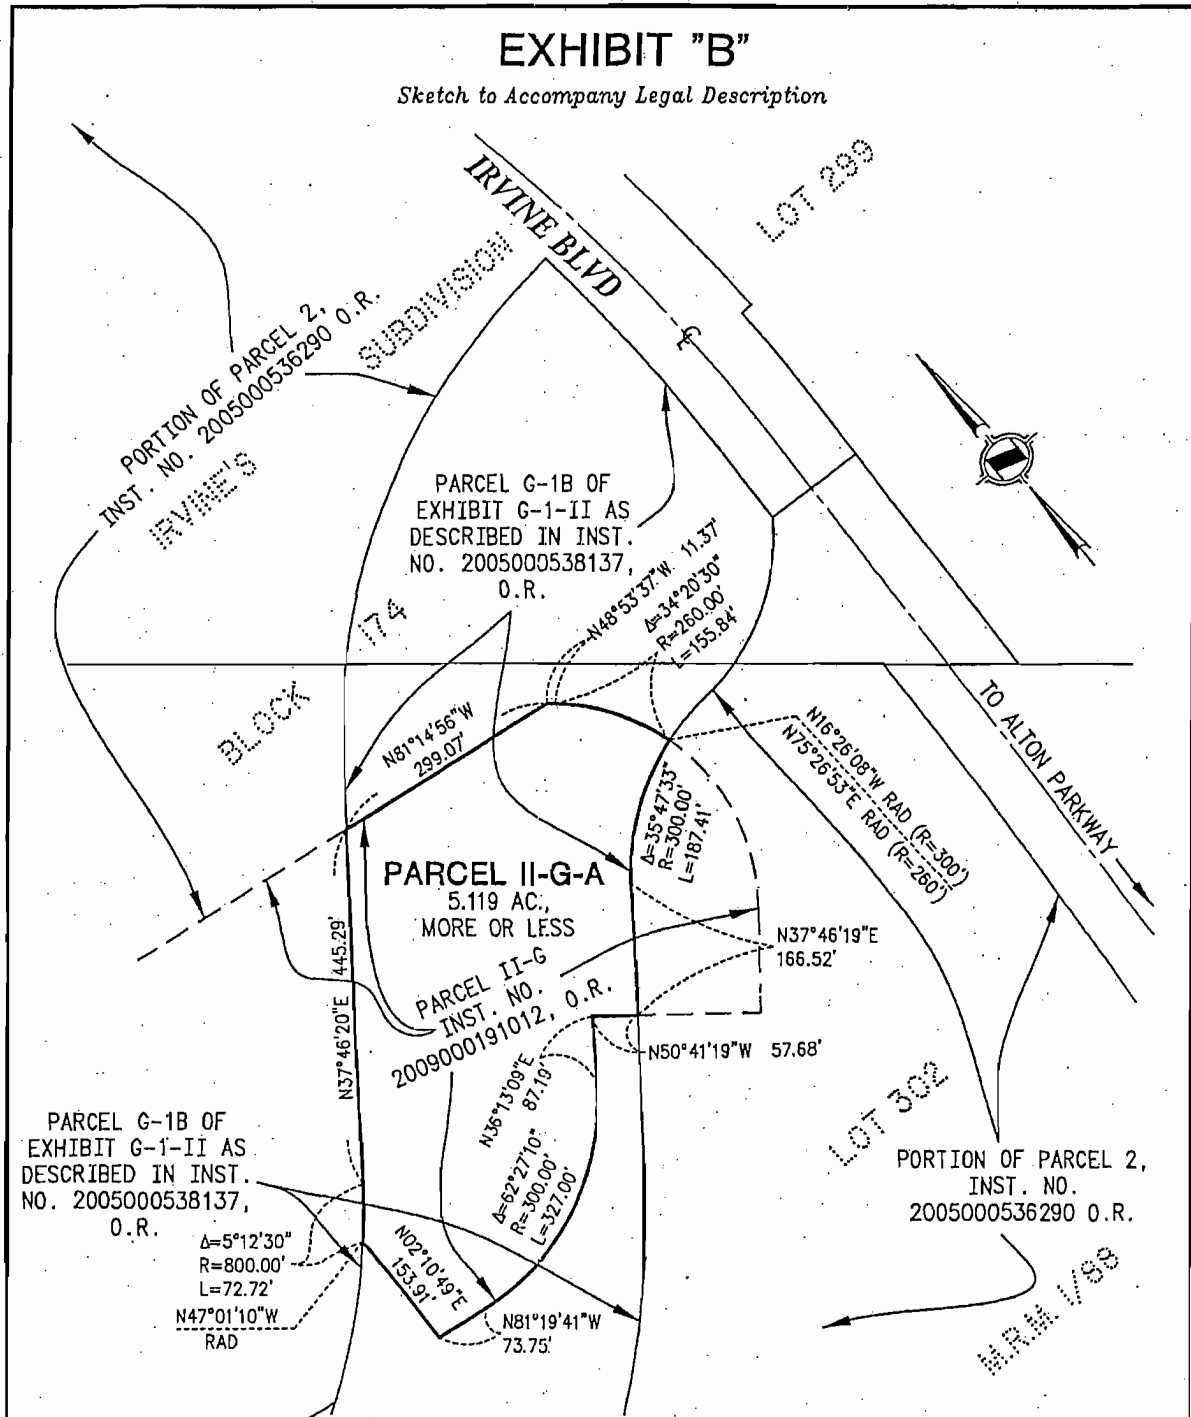 EXHIBIT "B"
Sketch to Accompany Legal Description
IRVINE BLVD
LOT 299
SUBDIVISION
PORTION OF PARCEL 2,
INST. NO. 2005000536290 O.R.
IRVINE'S
PARCEL G-1B OF
EXHIBIT G-1-II AS
DESCRIBED IN INST.
NO. 2005000538137,
O.R.
N48°53'37"W 11.37'
Δ=34°20'30"
R=260.00'
L=155.84'
174
BLOCK
N81°14'56"W
299.07'
TO ALTON PARKWAY
N16°26'08"W RAD (R=300')
N75°26'53"E RAD (R=260')
Δ=35°47'33"
R=300.00'
L=187.41'
PARCEL II-G-A
5.119 AC.,
MORE OR LESS
N37°46'19"E
166.52'
N37°46'20"E 445.29'
PARCEL II-G
INST. NO.
2009000191012, O.R.
N50°41'19"W 57.68'
N36°13'09"E
87.19'
Δ=62°27'10"
R=300.00'
L=327.00'
LOT 302
PARCEL G-1B OF
EXHIBIT G-1-II AS
DESCRIBED IN INST.
NO. 2005000538137,
O.R.
PORTION OF PARCEL 2,
INST. NO.
2005000536290 O.R.
Δ=5°12'30"
R=800.00'
L=72.72'
N47°01'10"W
RAD
N02°10'49"E
153.91'
N81°19'41"W
73.75'
M.R.M. 1/88